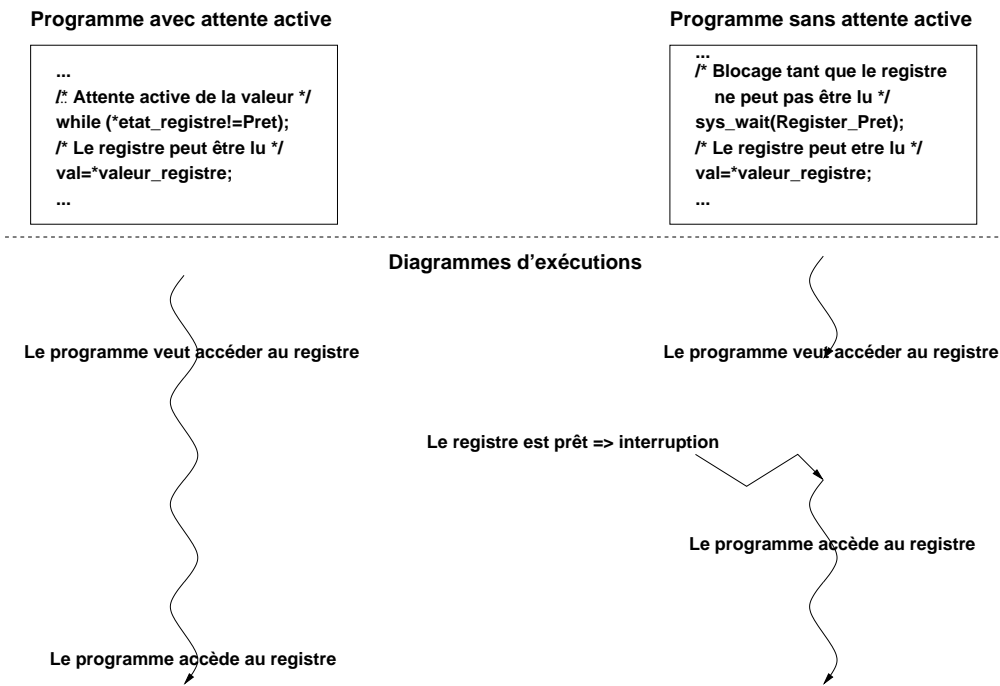 Programme avec attente active
...
/* Attente active de la valeur */
while (*etat_registre!=Pret);
/* Le registre peut être lu */
val=*valeur_registre;
...
Programme sans attente active
...
/* Blocage tant que le registre
ne peut pas être lu */
sys_wait(Register_Pret);
/* Le registre peut etre lu */
val=*valeur_registre;
...
Diagrammes d'exécutions
Le programme veut accéder au registre
Le programme accède au registre
Le programme veut accéder au registre
Le registre est prêt => interruption
Le programme accède au registre